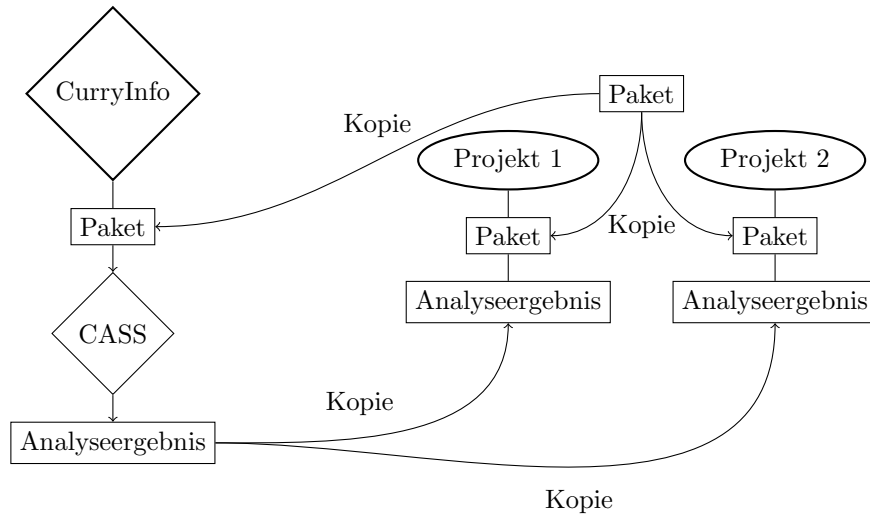 CurryInfo
Paket
Kopie
Projekt 1
Projekt 2
Paket
Paket
Kopie
Paket
Analyseergebnis
Analyseergebnis
CASS
Kopie
Analyseergebnis
Kopie